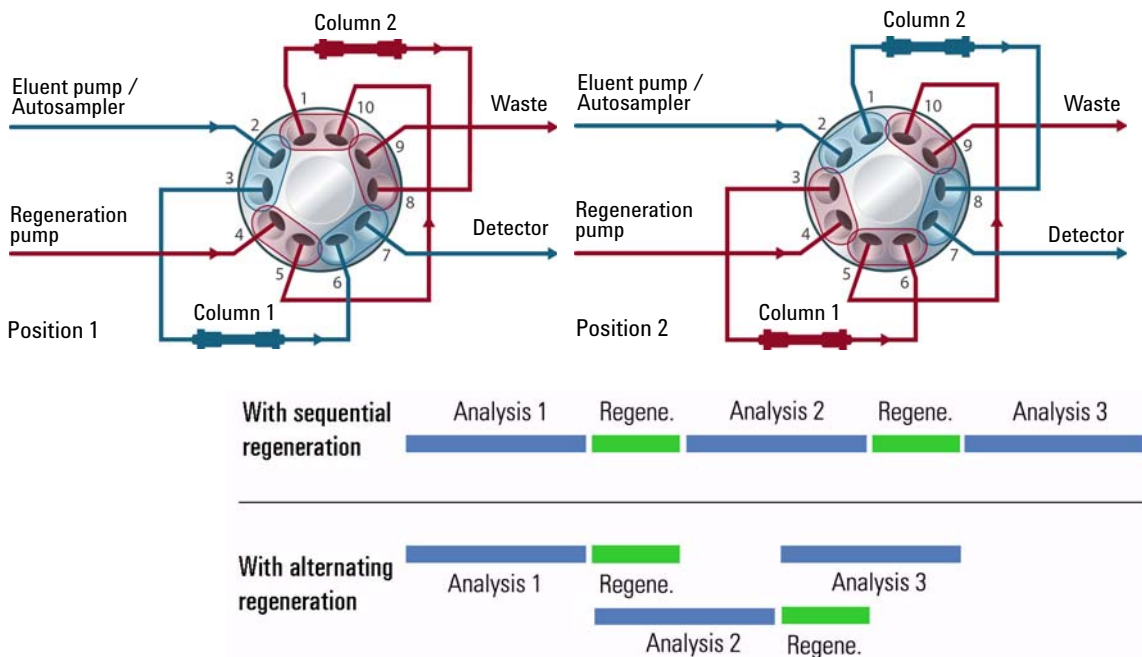 Column 2
Eluent pump /
Autosampler
Waste
1
10
2
9
3
8
Regeneration
pump
4
Detector
5
6
7
Column 1
Position 1
Column 2
Eluent pump /
Autosampler
Waste
1
10
2
9
3
8
Regeneration
pump
4
Detector
5
6
7
Column 1
Position 2
With sequential
regeneration
Analysis 1
Regene.
Analysis 2
Regene.
Analysis 3
With alternating
regeneration
Analysis 1
Regene.
Analysis 3
Analysis 2
Regene.